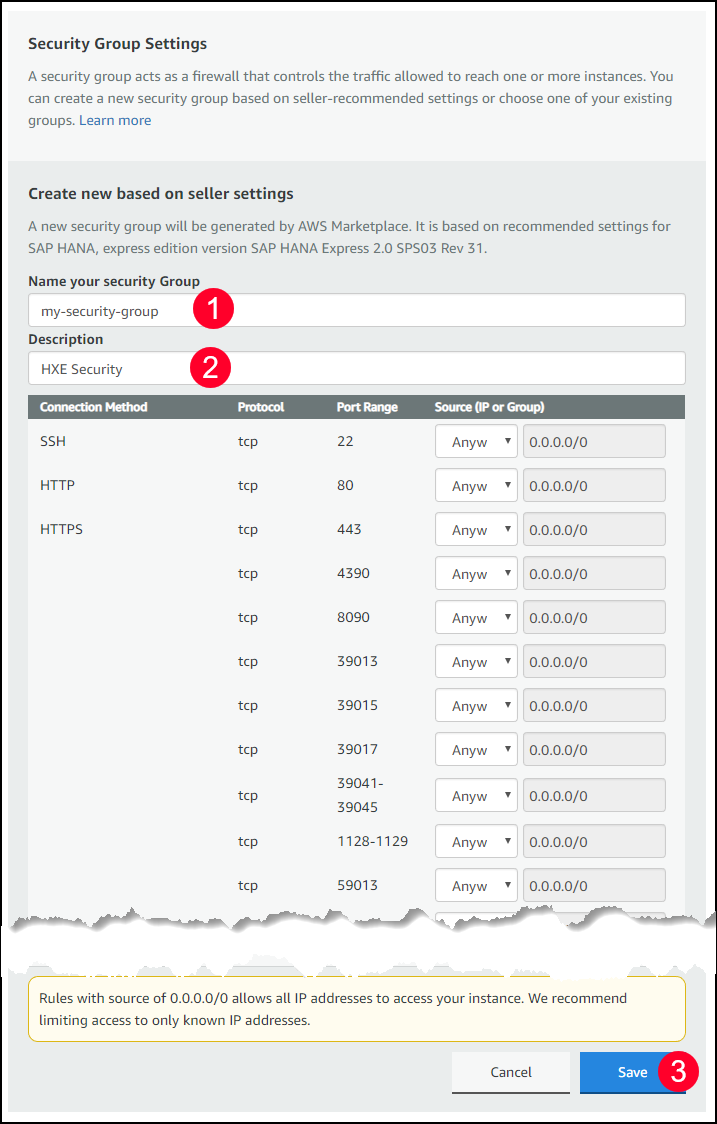 Security Group Settings
A security group acts as a firewall that controls the traffic allowed to reach one or more instances. You
can create a new security group based on seller-recommended settings or choose one of your existing
groups. Learn more
Create new based on seller settings
A new security group will be generated by AWS Marketplace. It is based on recommended settings for
SAP HANA, express edition version SAP HANA Express 2.0 SPS03 Rev 31.
Name your security Group
my-security-group 1
Description
HXE Security 2
Connection Method Protocol Port Range Source (IP or Group)
SSH tcp 22 Anyw 0.0.0.0/0
HTTP tcp 80 Anyw 0.0.0.0/0
HTTPS tcp 443 Anyw 0.0.0.0/0
tcp 4390 Anyw 0.0.0.0/0
tcp 8090 Anyw 0.0.0.0/0
tcp 39013 Anyw 0.0.0.0/0
tcp 39015 Anyw 0.0.0.0/0
tcp 39017 Anyw 0.0.0.0/0
tcp 39041-
39045 Anyw 0.0.0.0/0
tcp 1128-1129 Anyw 0.0.0.0/0
tcp 59013 Anyw 0.0.0.0/0
Rules with source of 0.0.0.0/0 allows all IP addresses to access your instance. We recommend
limiting access to only known IP addresses.
Cancel Save 3